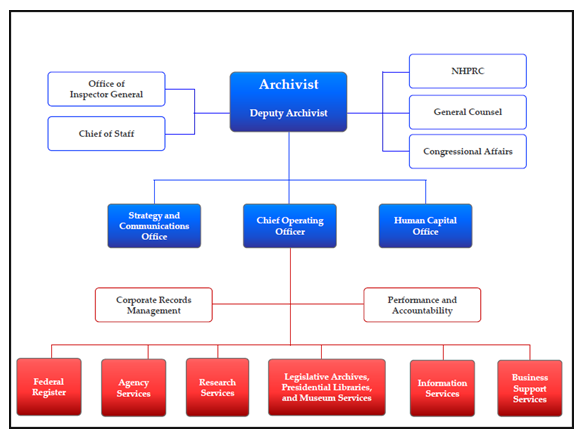 Archivist
Deputy Archivist
Office of
Inspector General
Chief of Staff
NHPRC
General Counsel
Congressional Affairs
Strategy and
Communications
Office
Chief Operating
Officer
Human Capital
Office
Corporate Records
Management
Performance and
Accountability
Federal
Register
Agency
Services
Research
Services
Legislative Archives,
Presidential Libraries,
and Museum Services
Information
Services
Business
Support
Services